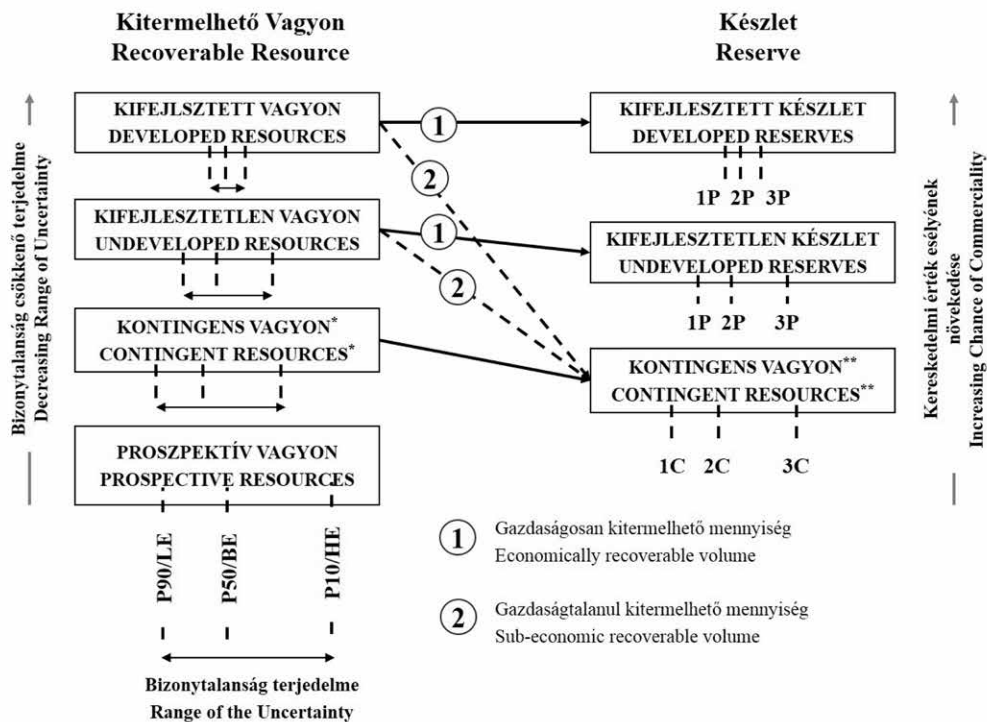 Kitermelhető Vagyon
Recoverable Resource
Készlet
Reserve
Bizonytalanság csökkenő terjedelme
Decreasing Range of Uncertainty
KIFEJLSZTETT VAGYON
DEVELOPED RESOURCES
1
KIFEJLESZTETT KÉSZLET
DEVELOPED RESERVES
1P 2P 3P
2
KIFEJLESZTETLEN VAGYON
UNDEVELOPED RESOURCES
1
2
KIFEJLESZTETLEN KÉSZLET
UNDEVELOPED RESERVES
1P 2P 3P
KONTINGENS VAGYON*
CONTINGENT RESOURCES*
KONTINGENS VAGYON**
CONTINGENT RESOURCES**
1C 2C 3C
PROSZPEKTÍV VAGYON
PROSPECTIVE RESOURCES
P90/LE
P50/BE
P10/HE
Bizonytalanság terjedelme
Range of the Uncertainty
1 Gazdaságosan kitermelhető mennyiség
Economically recoverable volume
2 Gazdaságtalanul kitermelhető mennyiség
Sub-economic recoverable volume
Kereskedelmi érték esélyének
növekedése
Increasing Chance of Commerciality